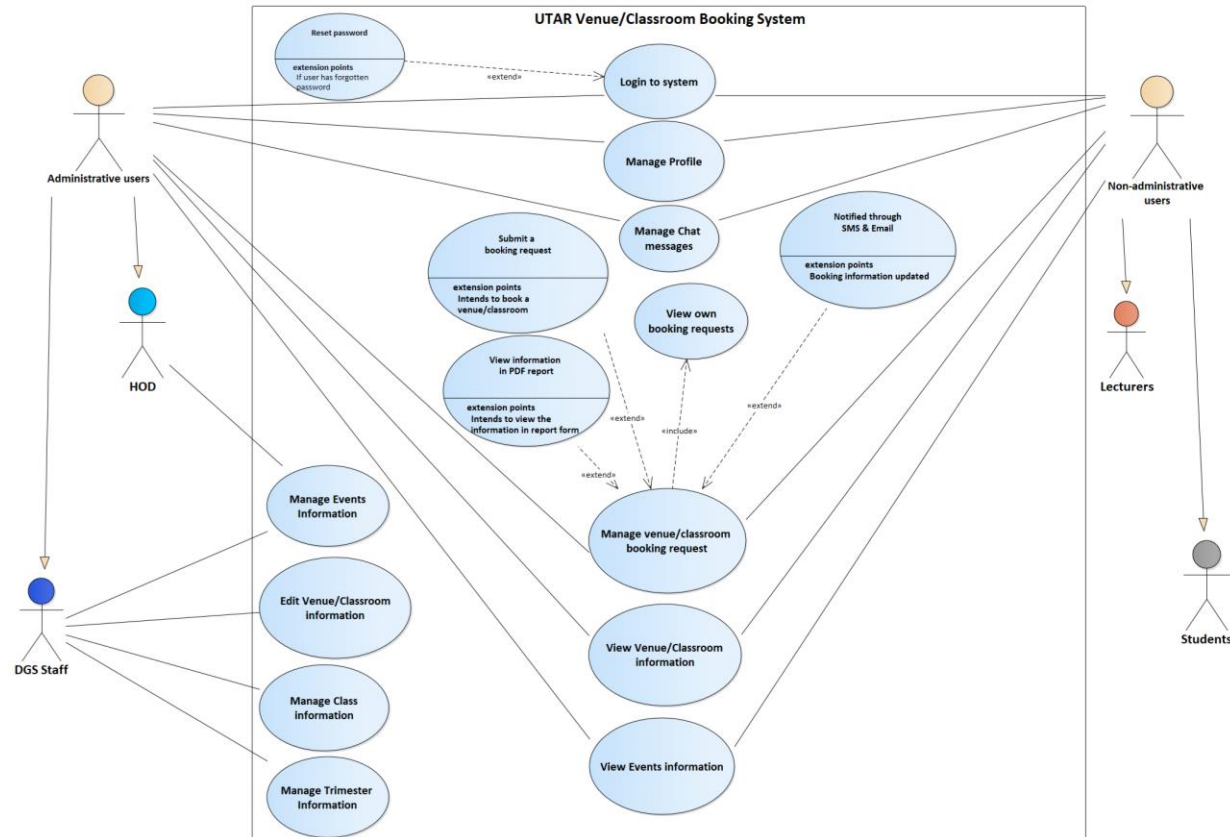 UTAR Venue/Classroom Booking System
Reset password
extension points
If user has forgotten
password
«extend»
Login to system
Administrative users
Manage Profile
Non-administrative
users
Manage Chat
messages
Notified through
SMS & Email
extension points
Booking information updated
Submit a
booking request
extension points
Intends to book a
venue/classroom
View own
booking requests
HOD
Lecturers
View information
in PDF report
extension points
Intends to view the
information in report form
«extend»
«include»
«extend»
«extend»
Manage Events
Information
Manage venue/classroom
booking request
Edit Venue/Classroom
information
DGS Staff
View Venue/Classroom
information
Students
Manage Class
information
View Events information
Manage Trimester
Information